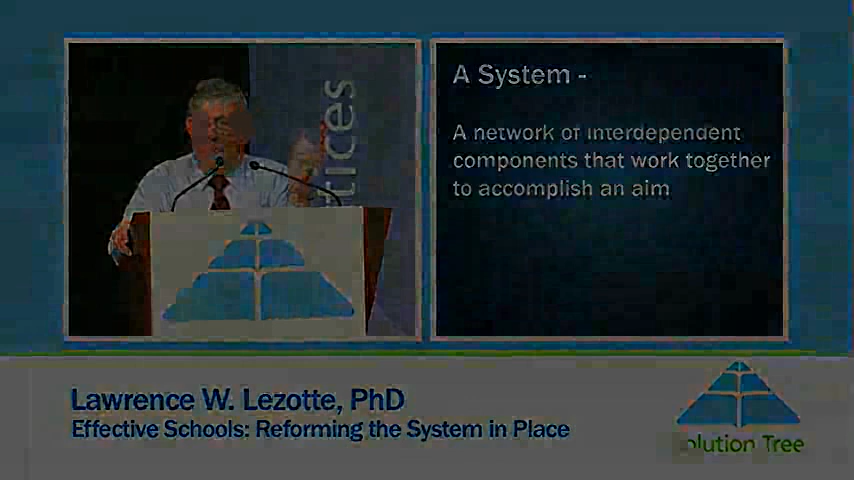 tices
A System -
A network of interdependent
components that work together
to accomplish an aim
Lawrence W. Lezotte, PhD
Effective Schools: Reforming the System in Place
olution Tree